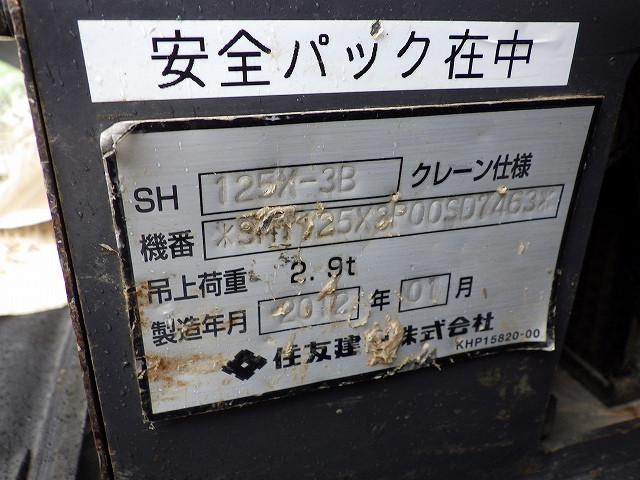 安全パック在中
SH 125X-3B クレーン仕様
機番
吊上荷重 2.9t
製造年月 2012 年 01 月
住友建 株式会社
KHP15820-00